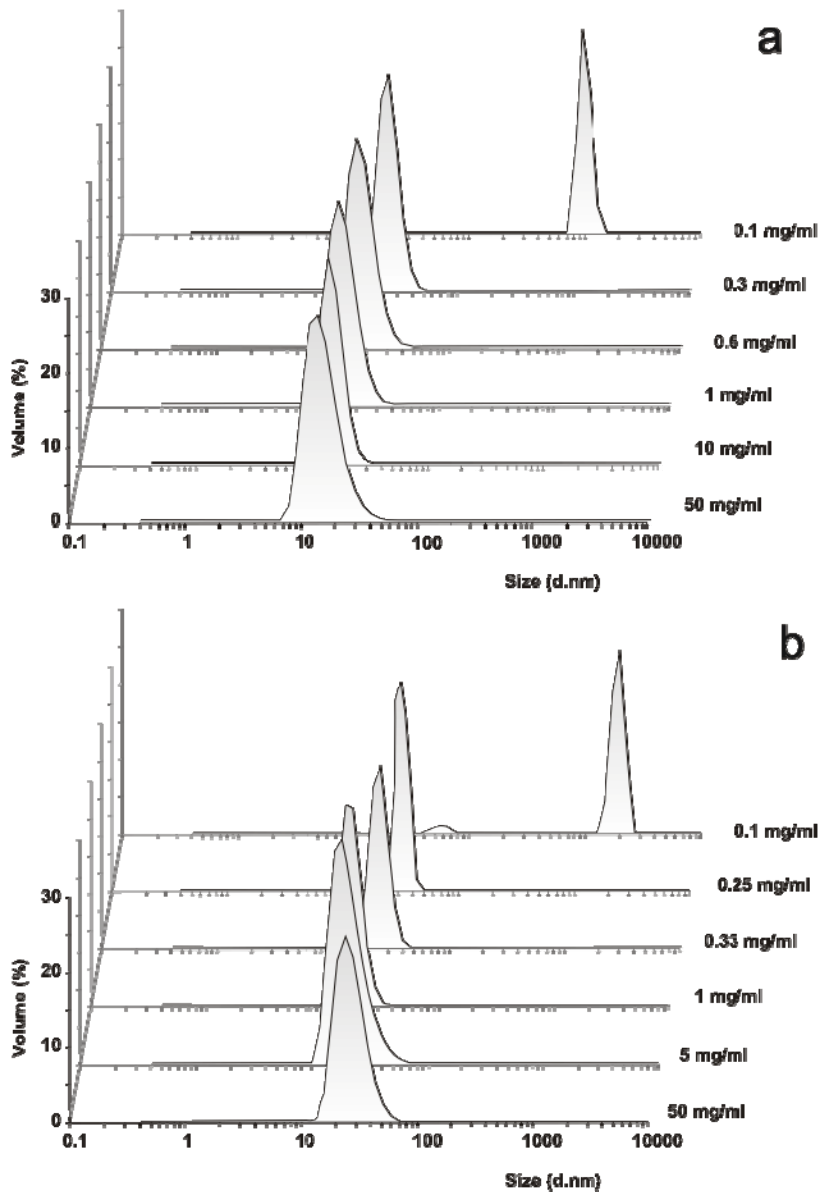 a
0.1 mg/ml
0.3 mg/ml
0.6 mg/ml
1 mg/ml
10 mg/ml
50 mg/ml
30
20
10
0
Volume (%)
0.1 1 10 100 1000 10000
Size (d.nm)
b
0.1 mg/ml
0.25 mg/ml
0.33 mg/ml
1 mg/ml
5 mg/ml
50 mg/ml
30
20
10
0
Volume (%)
0.1 1 10 100 1000 10000
Size (d.nm)